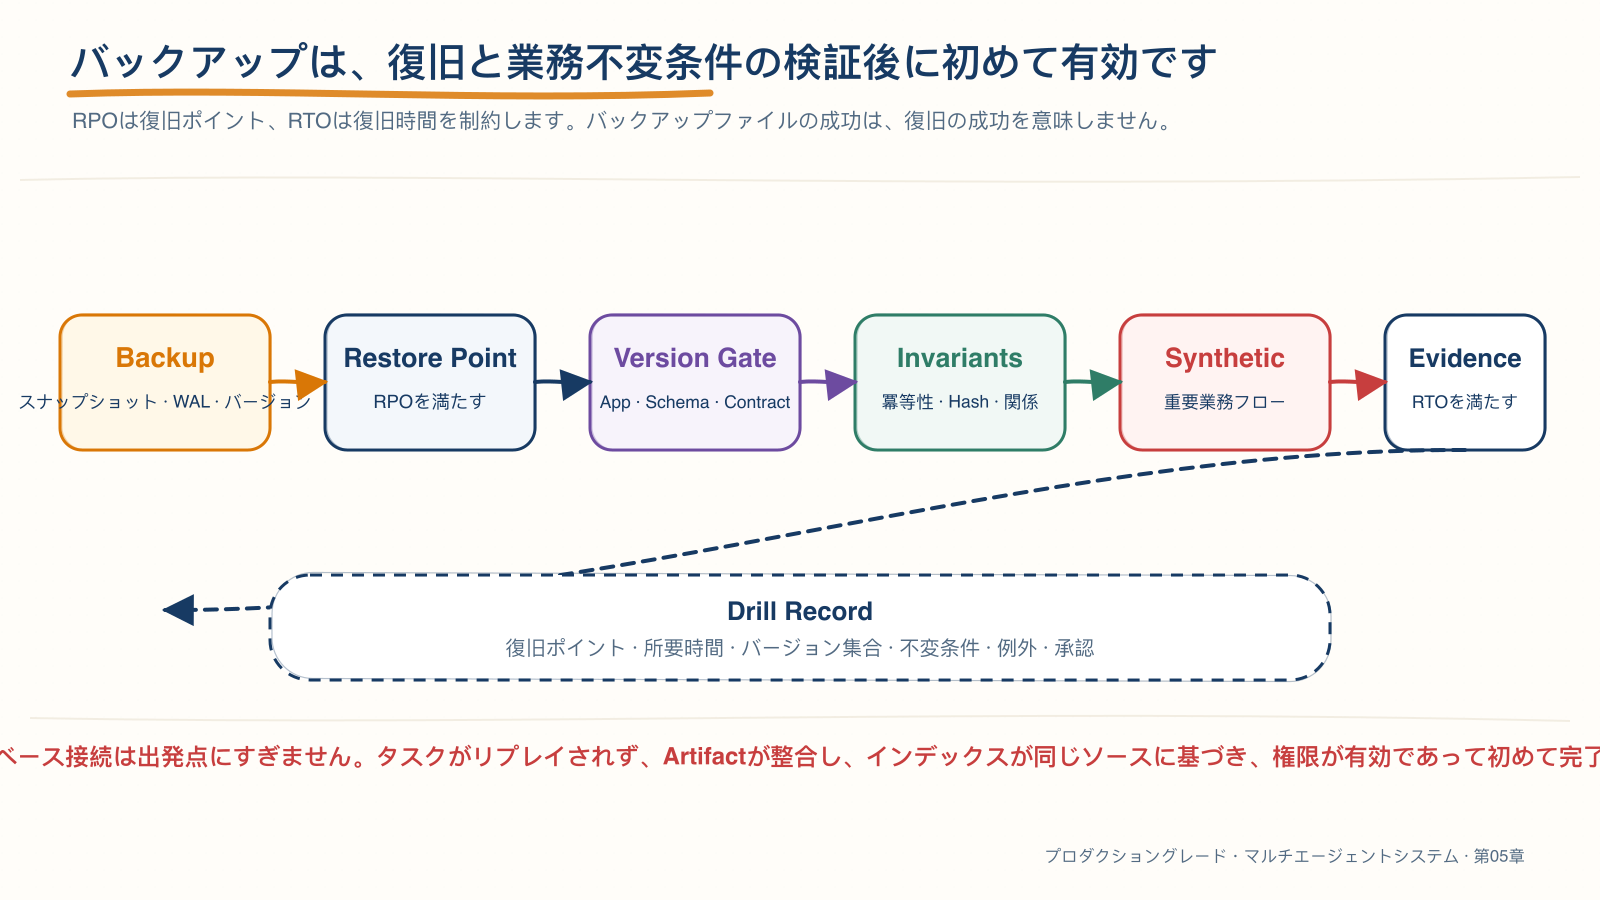 バックアップは、復旧と業務不変条件の検証後に初めて有効です
RPOは復旧ポイント、RTOは復旧時間を制約します。バックアップファイルの成功は、復旧の成功を意味しません。
Backup
スナップショット · WAL · バージョン
Restore Point
RPOを満たす
Version Gate
App · Schema · Contract
Invariants
冪等性 · Hash · 関係
Synthetic
重要業務フロー
Evidence
RTOを満たす
Drill Record
復旧ポイント · 所要時間 · バージョン集合 · 不変条件 · 例外 · 承認
ベース接続は出発点にすぎません。タスクがリプレイされず、Artifactが整合し、インデックスが同じソースに基づき、権限が有効であって初めて完了
プロダクショングレード · マルチエージェントシステム · 第05章